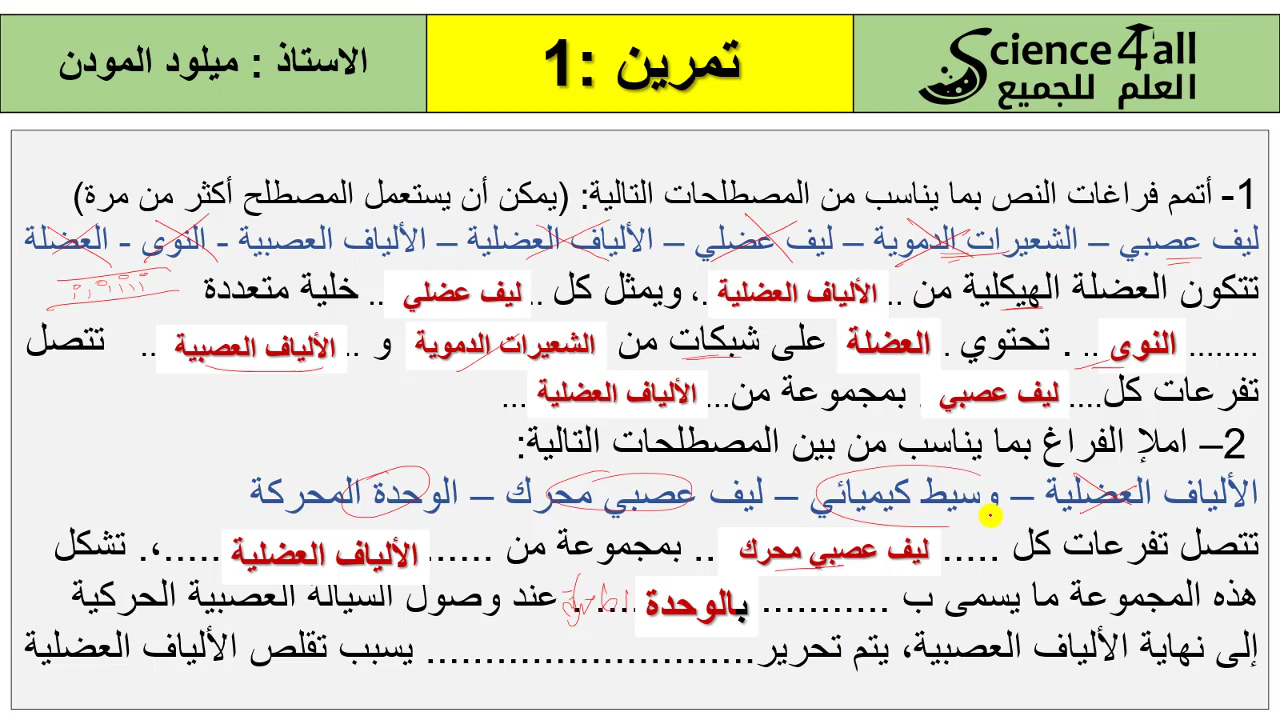 Science 4 all
العلم للجميع
تمرين 1:
الاستاذ : ميلود المودن
1- أتمم فراغات النص بما يناسب من المصطلحات التالية: (يمكن أن يستعمل المصطلح أكثر من مرة)
ليف عصبي – الشعيرات الدموية – ليف عضلي – الألياف العضلية – الألياف العصبية - النوى - العضلة
تتكون العضلة الهيكلية من .. الألياف العضلية .، ويمثل كل .. ليف عضلي .. خلية متعددة
........ النوى .. . تحتوي . العضلة على شبكات من الشعيرات الدموية و .. الألياف العصبية .. تتصل
تفرعات كل.... ليف عصبي . بمجموعة من... الألياف العضلية ...
2– املإ الفراغ بما يناسب من بين المصطلحات التالية:
الألياف العضلية – وسيط كيميائي – ليف عصبي محرك – الوحدة المحركة
تتصل تفرعات كل ..... ليف عصبي محرك .. بمجموعة من ...... الألياف العضلية .....،. تشكل
هذه المجموعة ما يسمى ب ........... بالوحدة ..... عند وصول السيالة العصبية الحركية
إلى نهاية الألياف العصبية، يتم تحرير............................ يسبب تقلص الألياف العضلية